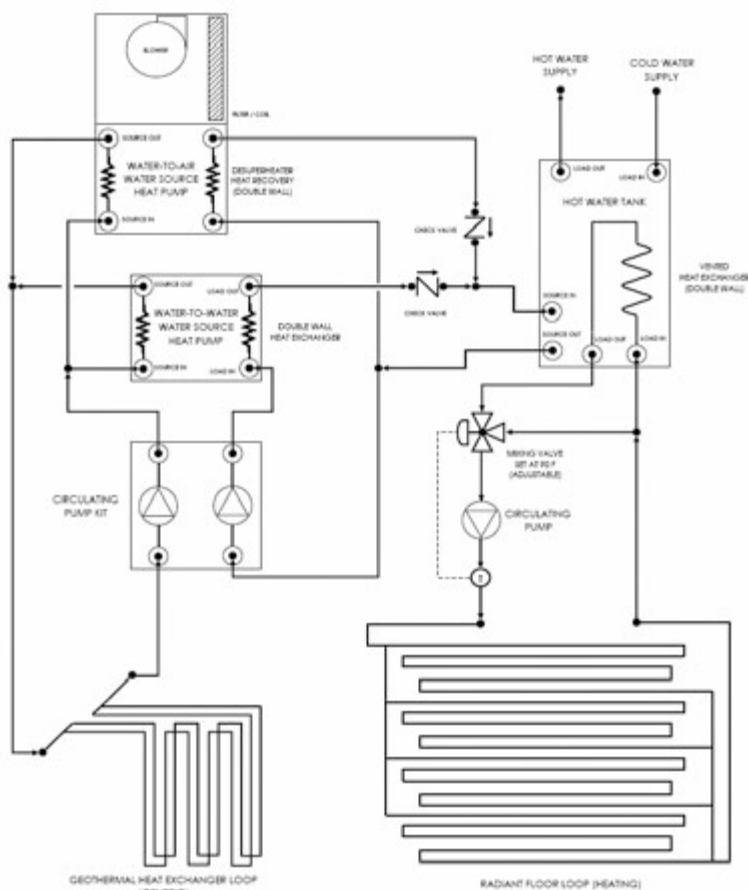 BLOWER
FILTER / COIL
HOT WATER
SUPPLY
COLD WATER
SUPPLY
SOURCE OUT
WATER-TO-AIR
WATER SOURCE
HEAT PUMP
SOURCE IN
DESUPERHEATER
HEAT RECOVERY
(DOUBLE WALL)
LOAD OUT
LOAD IN
HOT WATER TANK
CHECK VALVE
VENTED
HEAT EXCHANGER
(DOUBLE WALL)
SOURCE OUT
LOAD OUT
WATER-TO-WATER
WATER SOURCE
HEAT PUMP
SOURCE IN
LOAD IN
DOUBLE WALL
HEAT EXCHANGER
CHECK VALVE
SOURCE IN
SOURCE OUT
LOAD OUT
LOAD IN
MIXING VALVE
SET AT 90 F
(ADJUSTABLE)
CIRCULATING
PUMP KIT
CIRCULATING
PUMP
T
GEOTHERMAL HEAT EXCHANGER LOOP
RADIANT FLOOR LOOP (HEATING)